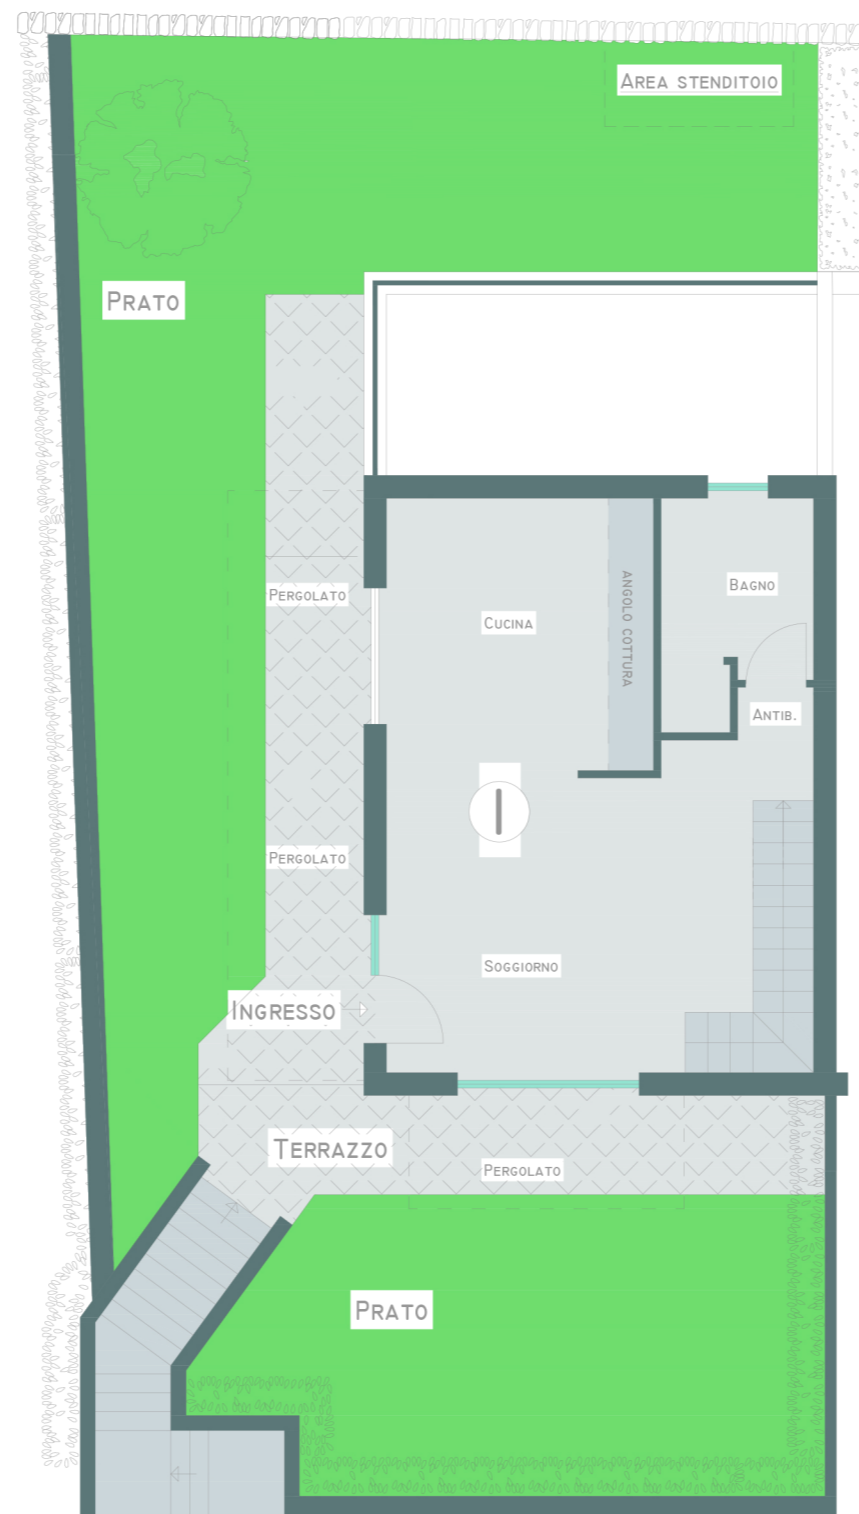 Area stenditoio
Prato
Pergolato
Bagno
Cucina
angolo cottura
Antib.
I
Pergolato
Soggiorno
Ingresso
Terrazzo
Pergolato
Prato